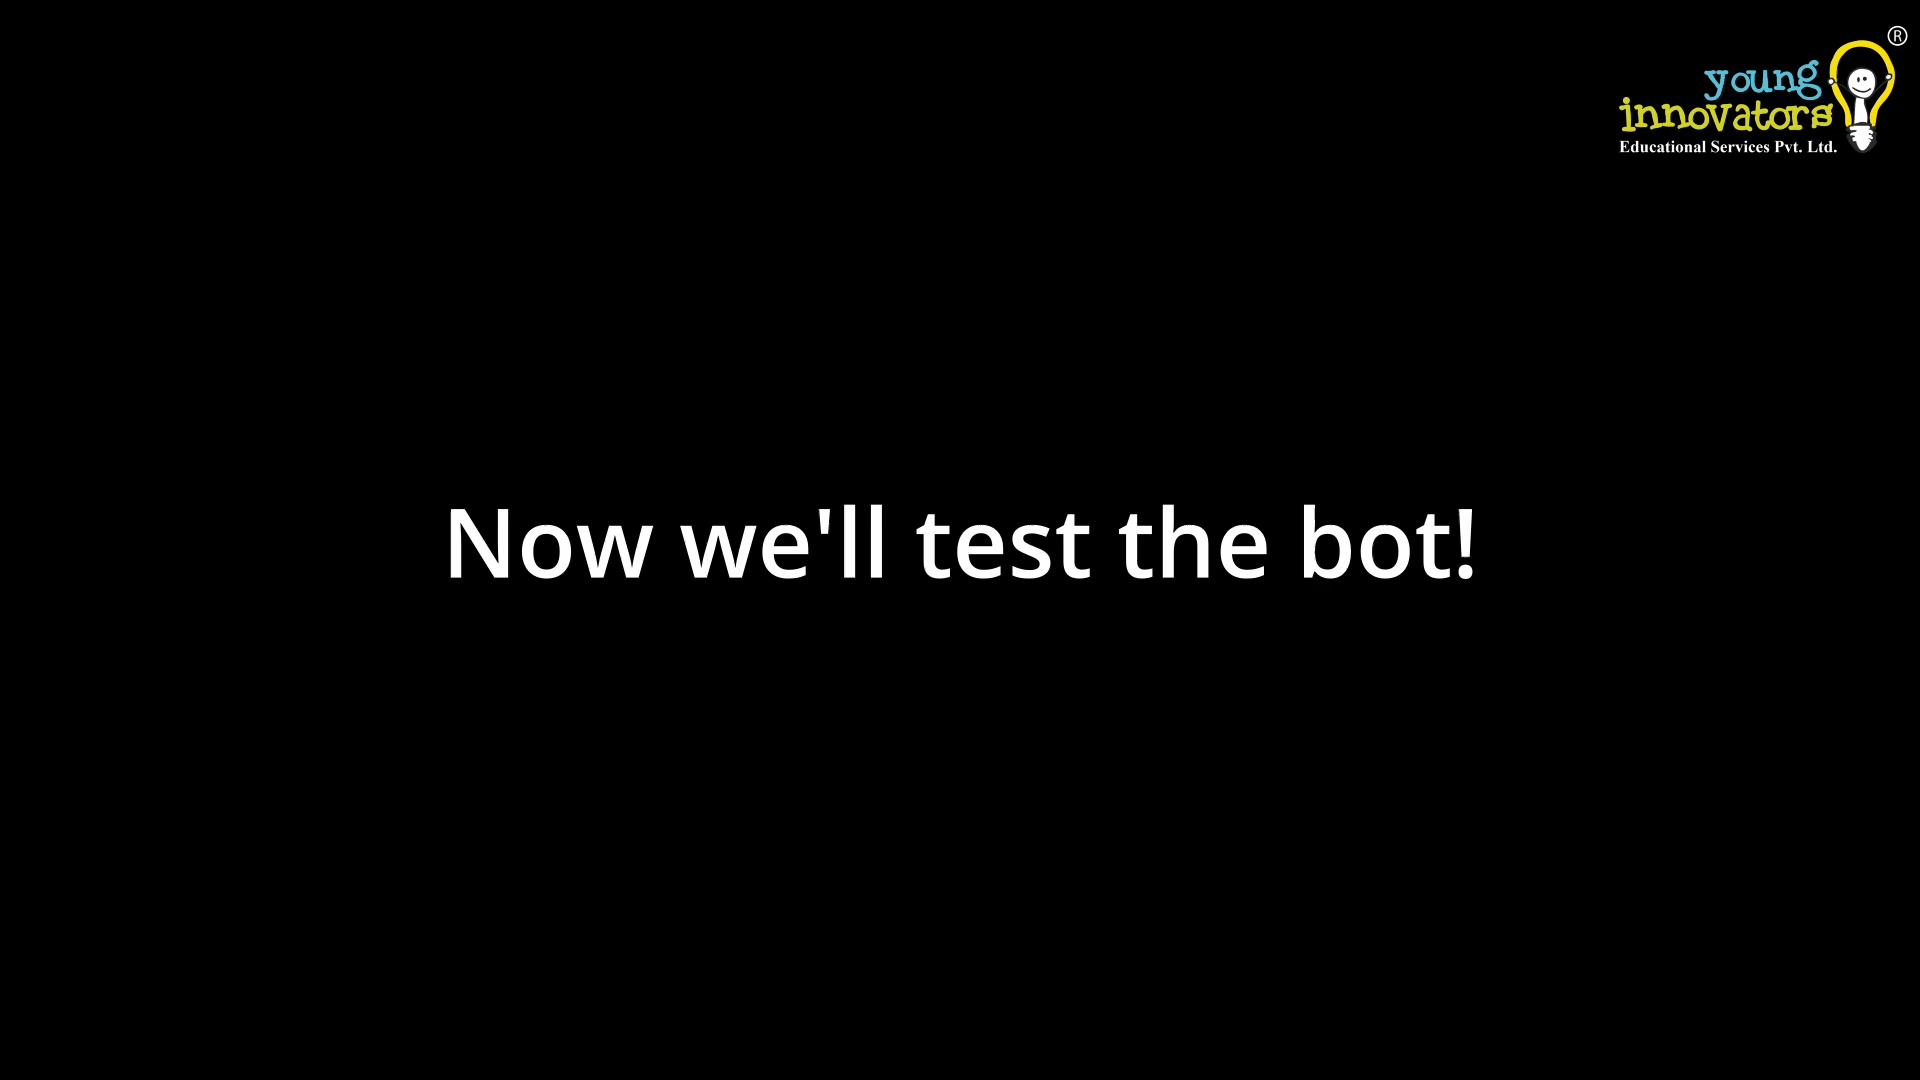 ®
young
innovators
Educational Services Pvt. Ltd.
Now we'll test the bot!